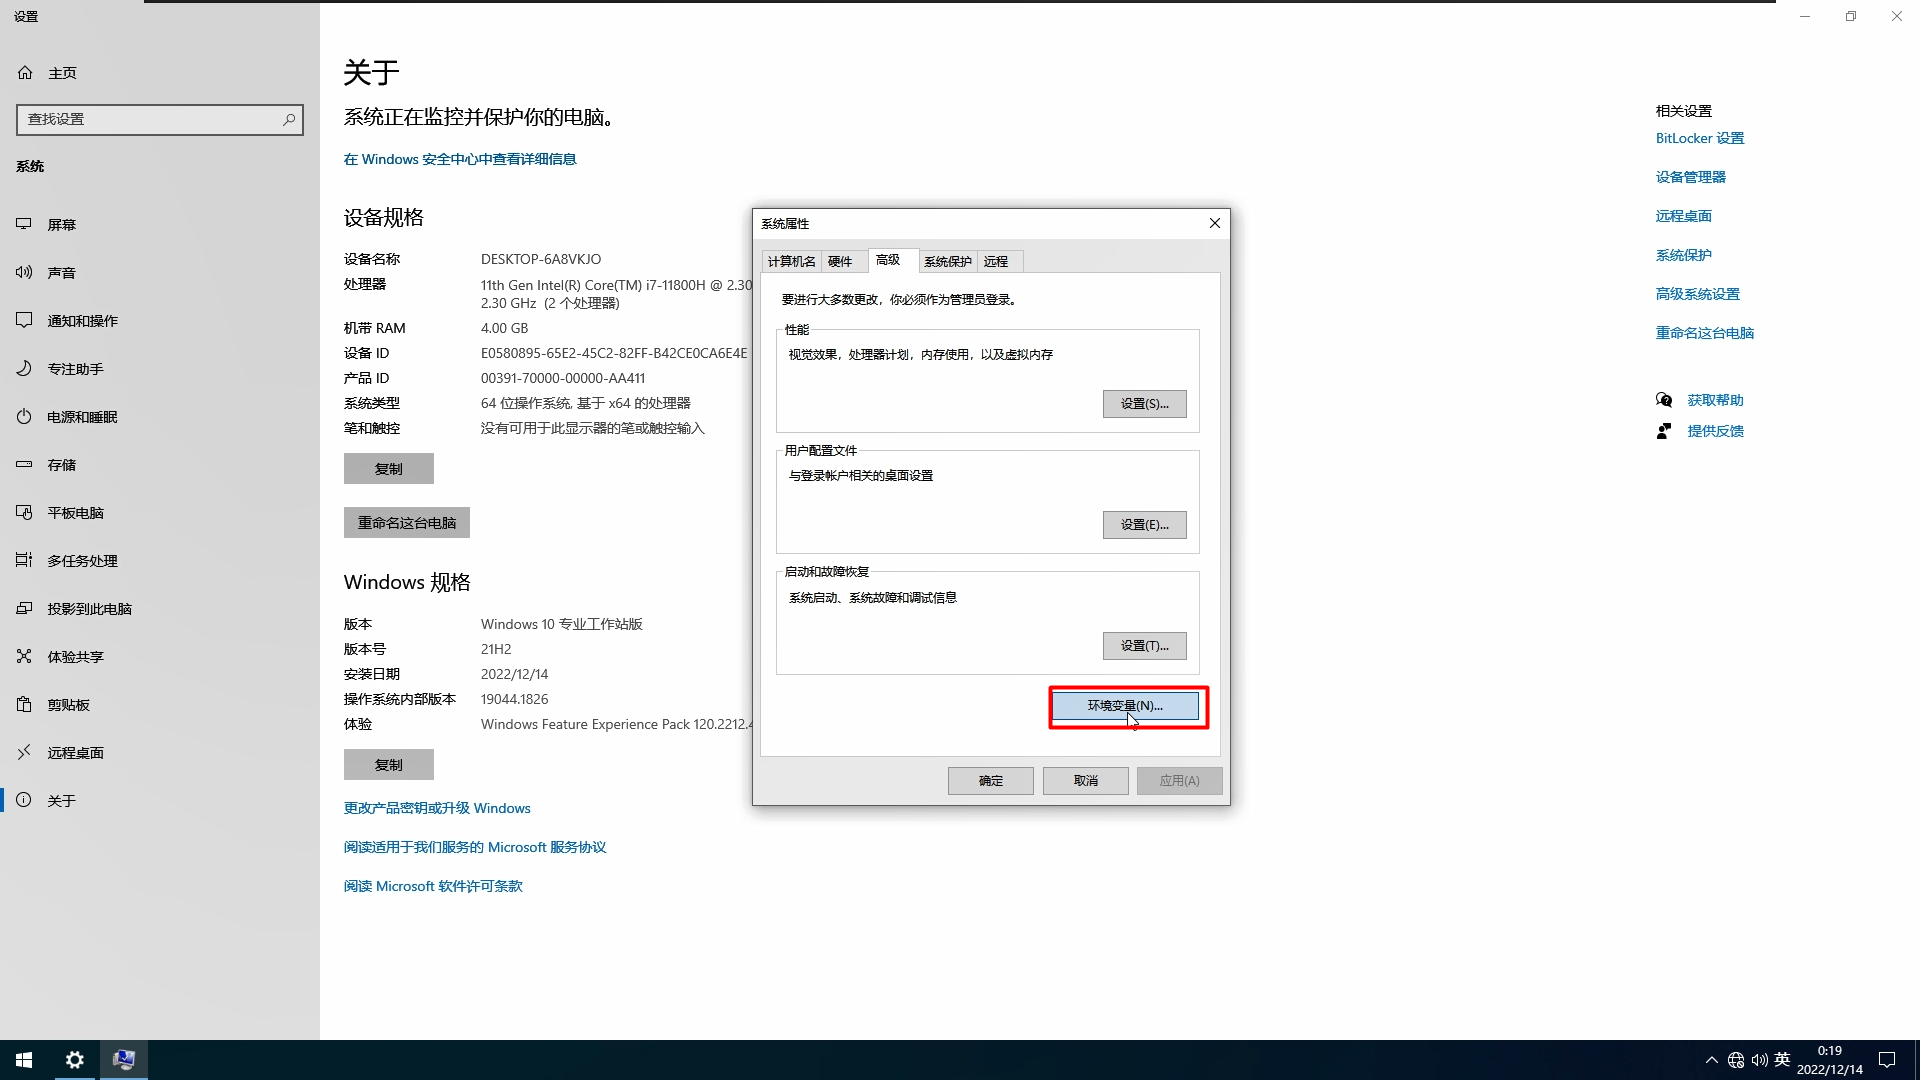 设置
主页
查找设置
系统
屏幕
声音
通知和操作
专注助手
电源和睡眠
存储
平板电脑
多任务处理
投影到此电脑
体验共享
剪贴板
远程桌面
关于
关于
系统正在监控并保护你的电脑。
在 Windows 安全中心中查看详细信息
设备规格
设备名称 DESKTOP-6A8VKJO
处理器 11th Gen Intel(R) Core(TM) i7-11800H @ 2.30
2.30 GHz (2 个处理器)
机带 RAM 4.00 GB
设备 ID E0580895-65E2-45C2-82FF-B42CE0CA6E4E
产品 ID 00391-70000-00000-AA411
系统类型 64 位操作系统, 基于 x64 的处理器
笔和触控 没有可用于此显示器的笔或触控输入
复制
重命名这台电脑
Windows 规格
版本 Windows 10 专业工作站版
版本号 21H2
安装日期 2022/12/14
操作系统内部版本 19044.1826
体验 Windows Feature Experience Pack 120.2212.4
复制
更改产品密钥或升级 Windows
阅读适用于我们服务的 Microsoft 服务协议
阅读 Microsoft 软件许可条款
系统属性
计算机名 硬件 高级 系统保护 远程
要进行大多数更改，你必须作为管理员登录。
性能
视觉效果，处理器计划，内存使用，以及虚拟内存
设置(S)...
用户配置文件
与登录帐户相关的桌面设置
设置(E)...
启动和故障恢复
系统启动、系统故障和调试信息
设置(T)...
环境变量(N)...
确定 取消 应用(A)
相关设置
BitLocker 设置
设备管理器
远程桌面
系统保护
高级系统设置
重命名这台电脑
获取帮助
提供反馈
英
0:19
2022/12/14